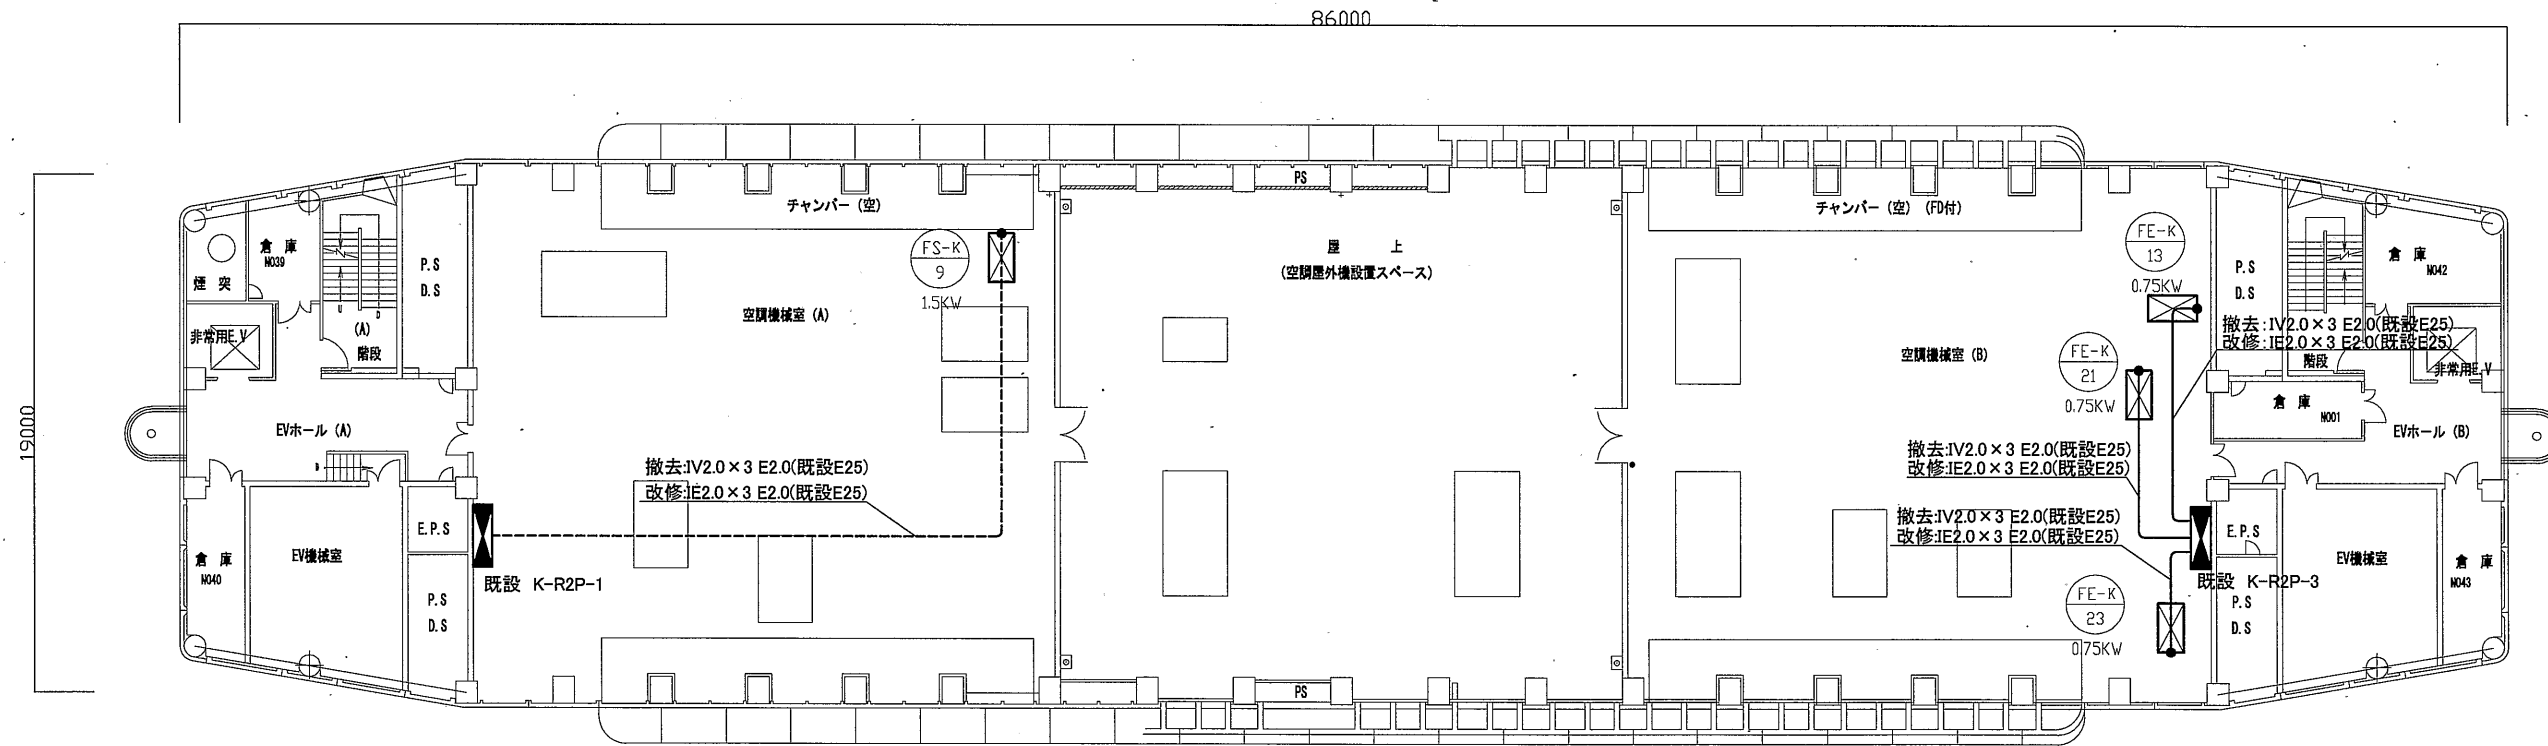 86000
19000
PS
チャンバー (空)
チャンバー (空) (FD付)
倉 庫
NO39
煙 突
P.S
D.S
非常用E.V
(A)
階段
U
D
FS-K
9
1.5KW
空調機械室 (A)
屋 上
(空調屋外機設置スペース)
空調機械室 (B)
FE-K
13
0.75KW
FE-K
21
0.75KW
P.S
D.S
倉 庫
NO42
撤去:IV2.0×3 E2.0(既設E25)
改修:IE2.0×3 E2.0(既設E25)
階段
非常用E.V
倉 庫
NO01
EVホール (A)
EVホール (B)
撤去:IV2.0×3 E2.0(既設E25)
改修:IE2.0×3 E2.0(既設E25)
撤去:IV2.0×3 E2.0(既設E25)
改修:IE2.0×3 E2.0(既設E25)
撤去:IV2.0×3 E2.0(既設E25)
改修:IE2.0×3 E2.0(既設E25)
E.P.S
E.P.S
倉 庫
NO40
EV機械室
既設 K-R2P-1
P.S
D.S
FE-K
23
0.75KW
既設 K-R2P-3
P.S
D.S
EV機械室
倉 庫
NO43
PS